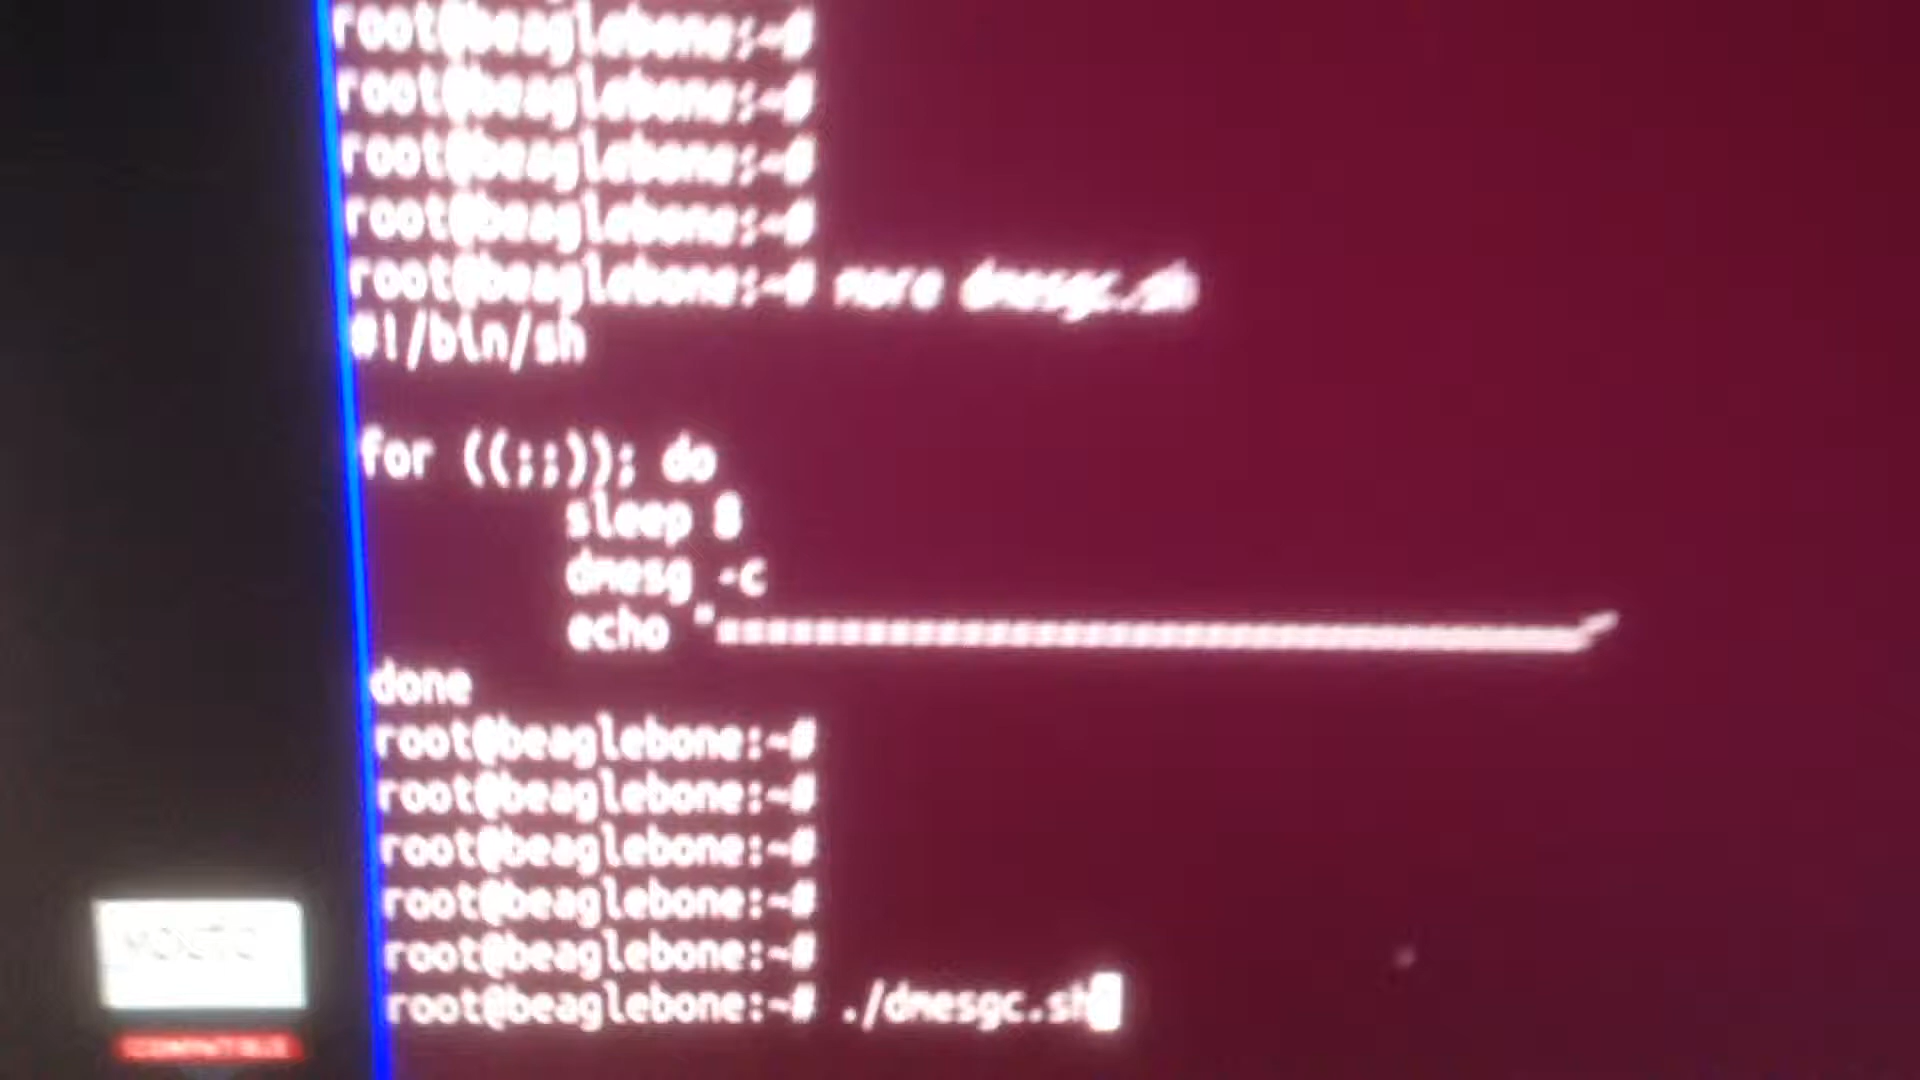 root@beaglebone:~#
root@beaglebone:~#
root@beaglebone:~#
root@beaglebone:~#
root@beaglebone:~# more dmesgc.sh
#!/bin/sh
for ((;;)); do
sleep 8
dmesg -c
echo "
done
root@beaglebone:~#
root@beaglebone:~#
root@beaglebone:~#
root@beaglebone:~#
root@beaglebone:~#
root@beaglebone:~# ./dmesgc.sh
COMPATIBLE